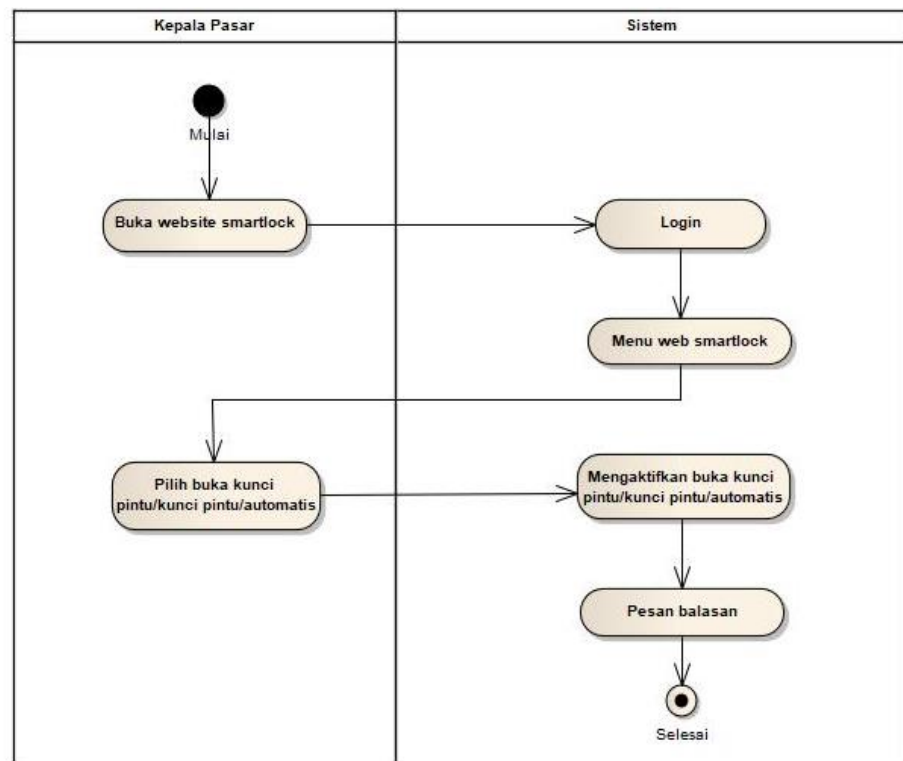 Kepala Pasar
Sistem
Mulai
Buka website smartlock
Login
Menu web smartlock
Pilih buka kunci
pintu/kunci pintu/automatis
Mengaktifkan buka kunci
pintu/kunci pintu/automatis
Pesan balasan
Selesai